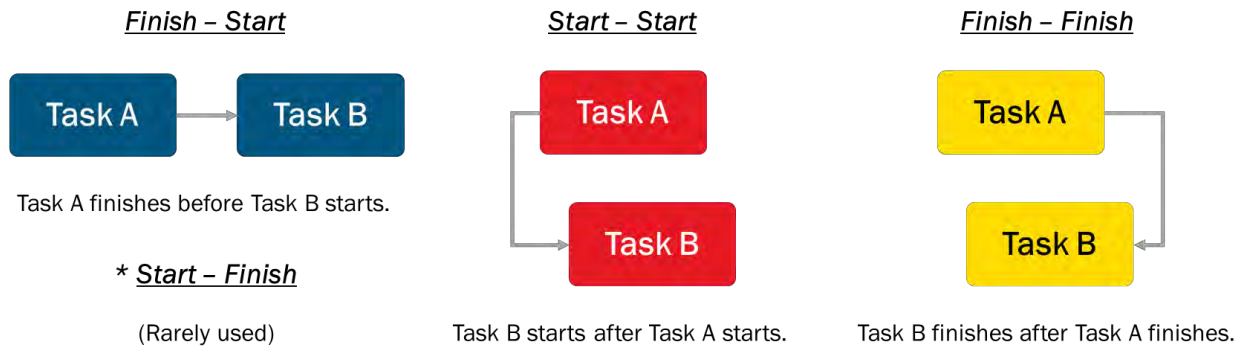 Finish – Start
Task A
Task B
Task A finishes before Task B starts.
* Start – Finish
(Rarely used)
Start – Start
Task A
Task B
Task B starts after Task A starts.
Finish – Finish
Task A
Task B
Task B finishes after Task A finishes.